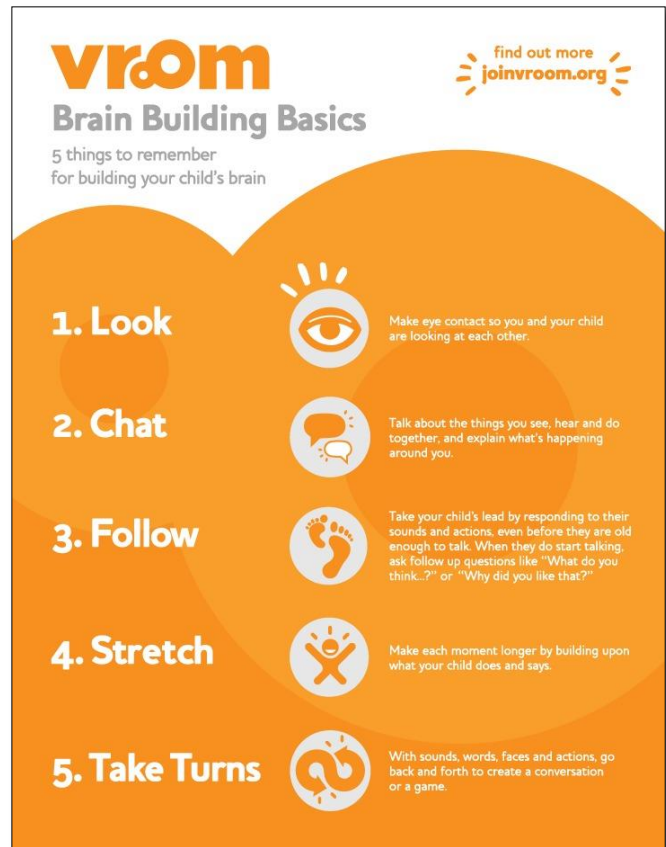 vroom
find out more
joinvroom.org
Brain Building Basics
5 things to remember
for building your child's brain
1. Look
Make eye contact so you and your child
are looking at each other.
2. Chat
Talk about the things you see, hear and do
together, and explain what's happening
around you.
3. Follow
Take your child's lead by responding to their
sounds and actions, even before they are old
enough to talk. When they do start talking,
ask follow up questions like "What do you
think...?" or "Why did you like that?"
4. Stretch
Make each moment longer by building upon
what your child does and says.
5. Take Turns
With sounds, words, faces and actions, go
back and forth to create a conversation
or a game.